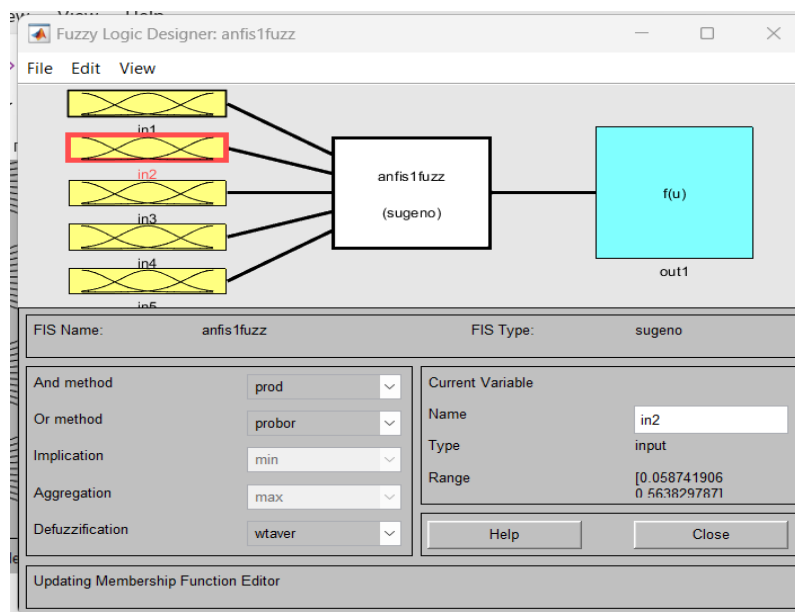 Fuzzy Logic Designer: anfis1fuzz
File Edit View
in1
in2
in3
in4
in5
anfis1fuzz
(sugeno)
f(u)
out1
FIS Name: anfis1fuzz FIS Type: sugeno
And method prod
Or method probor
Implication min
Aggregation max
Defuzzification wtaver
Current Variable
Name in2
Type input
Range [0.058741906
0.563829787]
Help Close
Updating Membership Function Editor